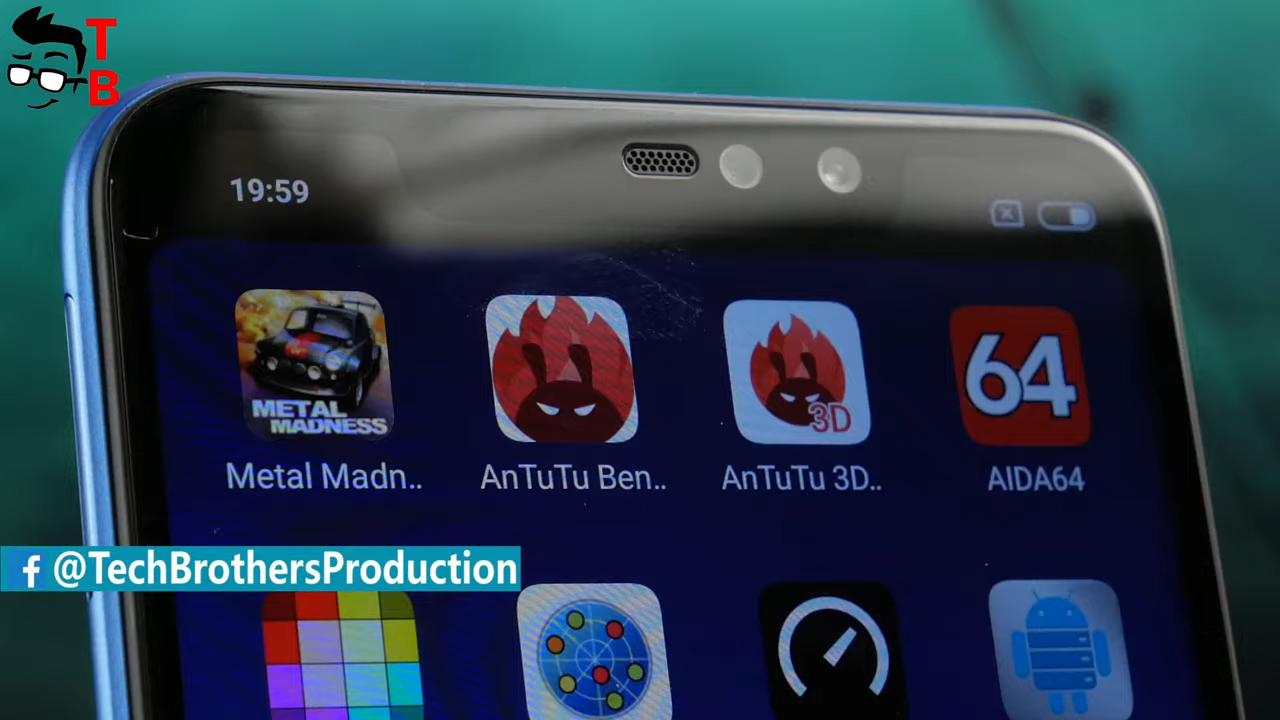 T
B
19:59
METAL
MADNESS
3D
64
Metal Madn..
AnTuTu Ben..
AnTuTu 3D..
AIDA64
f @TechBrothersProduction